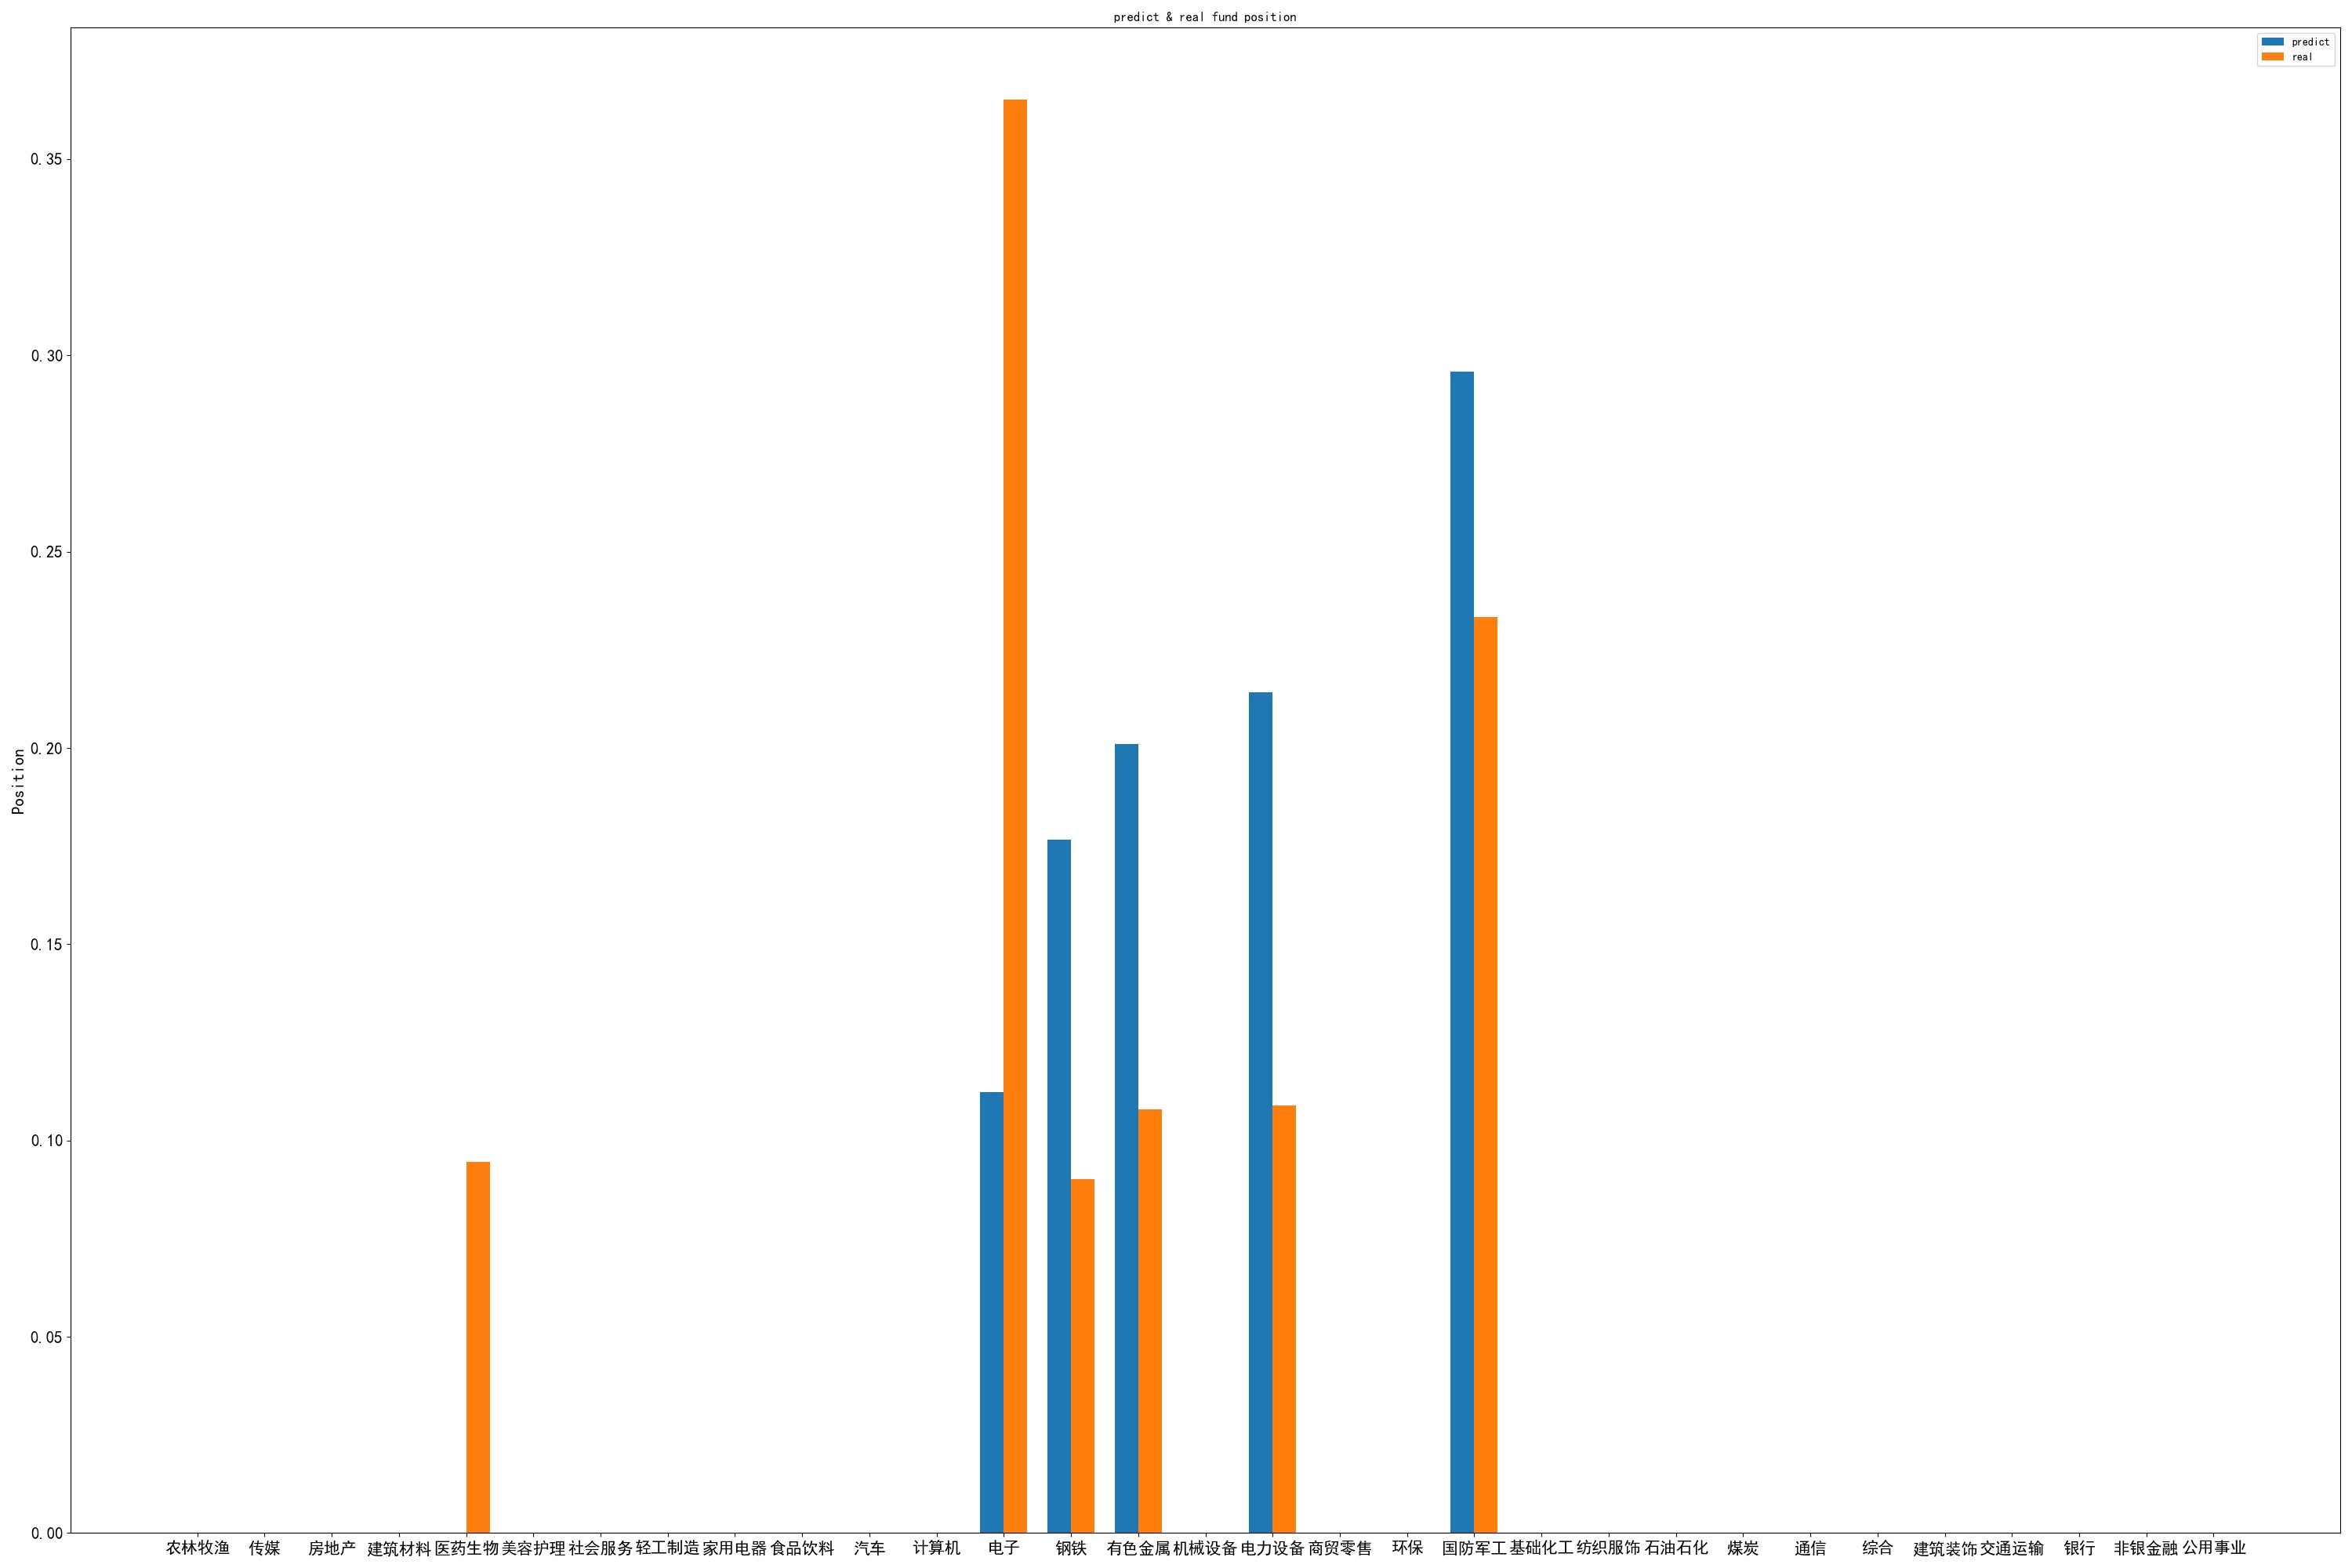 predict & real fund position
predict
real
0.35
0.30
0.25
0.20
0.15
0.10
0.05
0.00
Position
农林牧渔 传媒 房地产 建筑材料 医药生物 美容护理 社会服务 轻工制造 家用电器 食品饮料 汽车 计算机 电子 钢铁 有色金属 机械设备 电力设备 商贸零售 环保 国防军工 基础化工 纺织服饰 石油石化 煤炭 通信 综合 建筑装饰 交通运输 银行 非银金融 公用事业